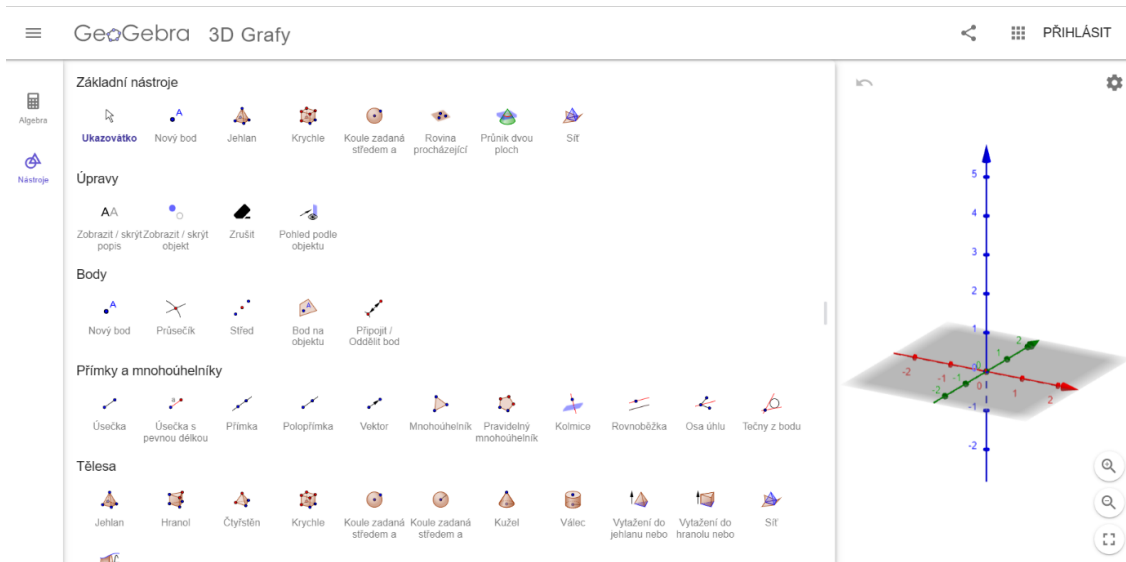 GeoGebra 3D Grafy
PŘIHLÁSIT
Algebra
Nástroje
Základní nástroje
Ukazovátko
Nový bod
Jehlan
Krychle
Koule zadaná
středem a
Rovina
procházející
Průnik dvou
ploch
Síť
Úpravy
AA
Zobrazit / skrýt
popis
Zobrazit / skrýt
objekt
Zrušit
Pohled podle
objektu
Body
Nový bod
Průsečík
Střed
Bod na
objektu
Připojit /
Oddělit bod
Přímky a mnohoúhelníky
Úsečka
Úsečka s
pevnou délkou
Přímka
Polopřímka
Vektor
Mnohoúhelník
Pravidelný
mnohoúhelník
Kolmice
Rovnoběžka
Osa úhlu
Tečny z bodu
Tělesa
Jehlan
Hranol
Čtyřstěn
Krychle
Koule zadaná
středem a
Koule zadaná
středem a
Kužel
Válec
Vytažení do
jehlanu nebo
Vytažení do
hranolu nebo
Síť
5
4
3
2
1
0
-1
-2
-2
-1
0
1
2
-2
-1
0
1
2